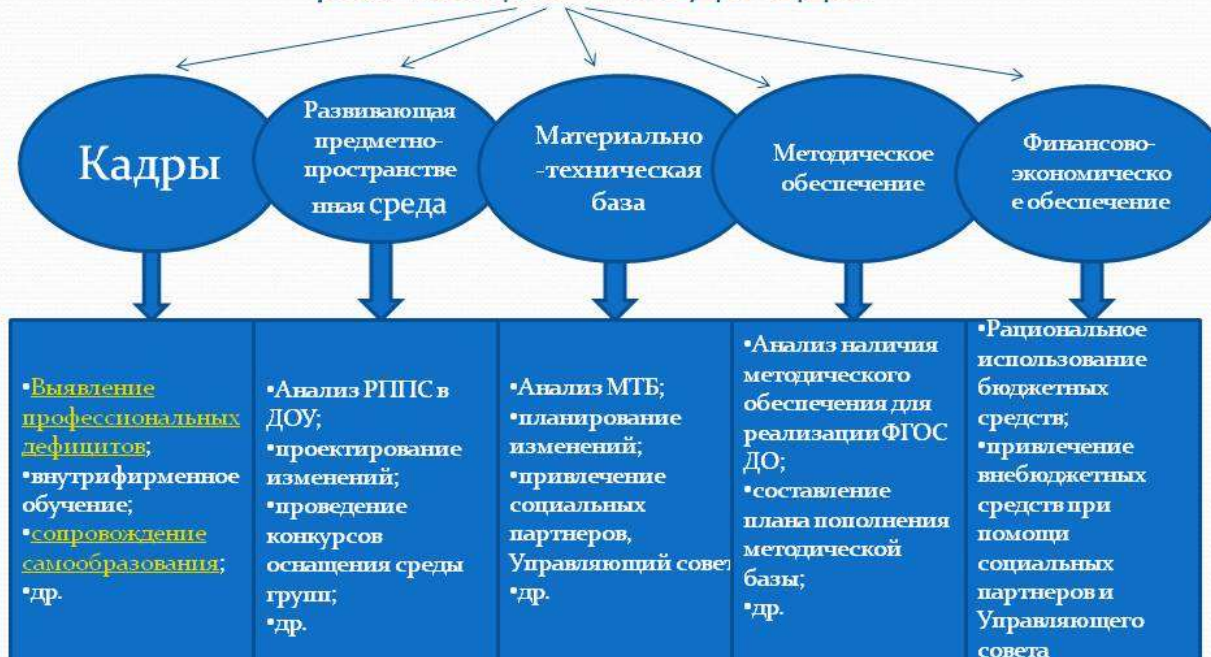 Кадры
Развивающая
предметно-
пространстве
нная среда
Материально
-техническая
база
Методическое
обеспечение
Финансово-
экономическо
е обеспечение
•Выявление
профессиональных
дефицитов;
•внутрифирменное
обучение;
•сопровождение
самообразования;
•др.
•Анализ РППС в
ДОУ;
•проектирование
изменений;
•проведение
конкурсов
оснащения среды
групп;
•др.
•Анализ МТБ;
•планирование
изменений;
•привлечение
социальных
партнеров,
Управляющий совет
•др.
•Анализ наличия
методического
обеспечения для
реализации ФГОС
ДО;
•составление
плана пополнения
методической
базы;
•др.
•Рациональное
использование
бюджетных
средств;
•привлечение
внебюджетных
средств при
помощи
социальных
партнеров и
Управляющего
совета